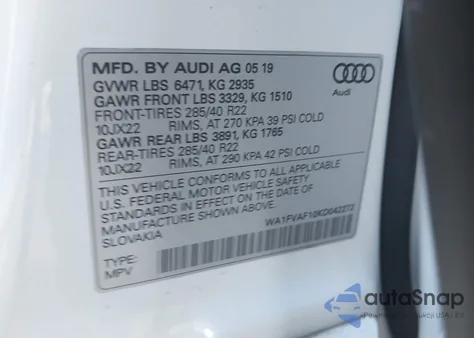 MFD. BY AUDI AG 05 19
GVWR LBS 6471, KG 2935
GAWR FRONT LBS 3329, KG 1510
FRONT-TIRES 285/40 R22
10JX22 RIMS, AT 270 KPA 39 PSI COLD
GAWR REAR LBS 3891, KG 1765
REAR-TIRES 285/40 R22
10JX22 RIMS, AT 290 KPA 42 PSI COLD
THIS VEHICLE CONFORMS TO ALL APPLICABLE
U.S. FEDERAL MOTOR VEHICLE SAFETY
STANDARDS IN EFFECT ON THE DATE OF
MANUFACTURE SHOWN ABOVE.
SLOVAKIA
WA1FVAF10KD042272
TYPE:
MPV
Audi
autoSnap